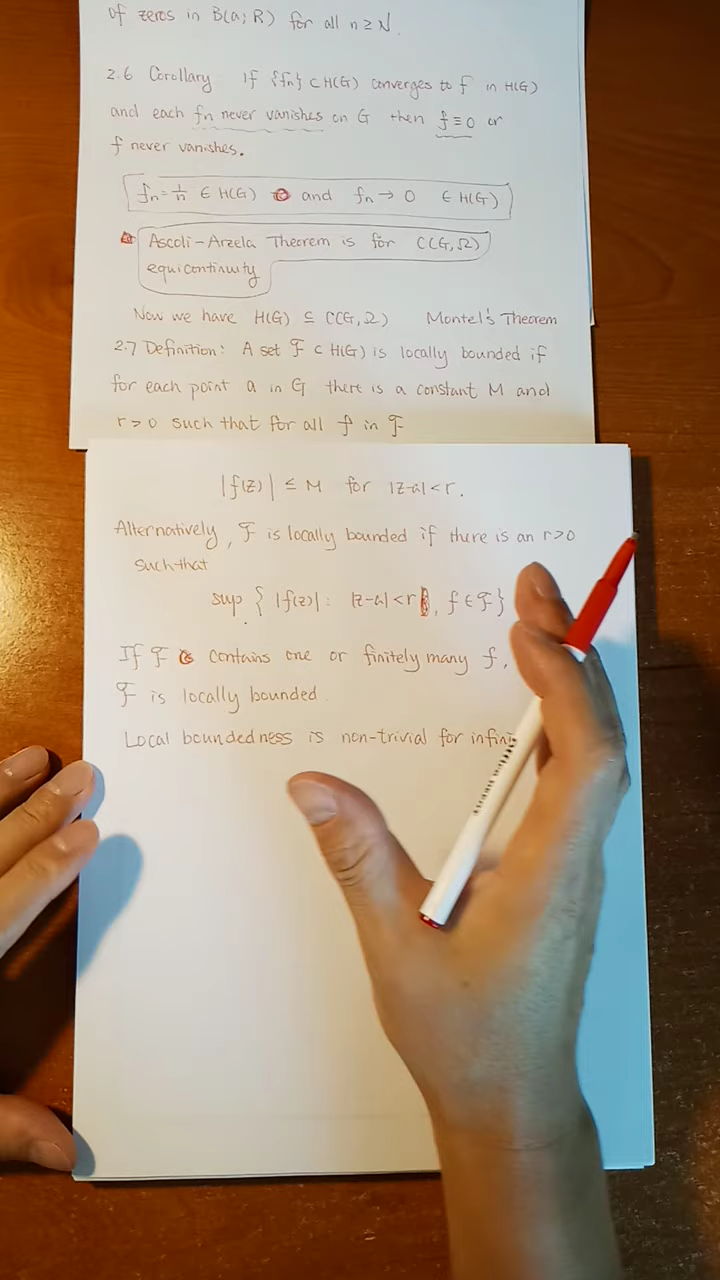 of zeros in B(a; R) for all n ≥ N.
2.6 Corollary If {fn} ⊂ H(G) converges to f in H(G)
and each fn never vanishes on G then f ≡ 0 or
f never vanishes.
fn = 1/n ∈ H(G) and fn → 0 ∈ H(G)
Ascoli-Arzela Theorem is for C(G, Ω)
equicontinuity
Now we have H(G) ⊆ C(G, Ω) Montel's Theorem
2.7 Definition: A set F ⊂ H(G) is locally bounded if
for each point a in G there is a constant M and
r > 0 such that for all f in F
|f(z)| ≤ M for |z-a| < r.
Alternatively, F is locally bounded if there is an r > 0
such that
sup { |f(z)| : |z-a| < r, f ∈ F }
If F contains one or finitely many f,
F is locally bounded.
Local boundedness is non-trivial for